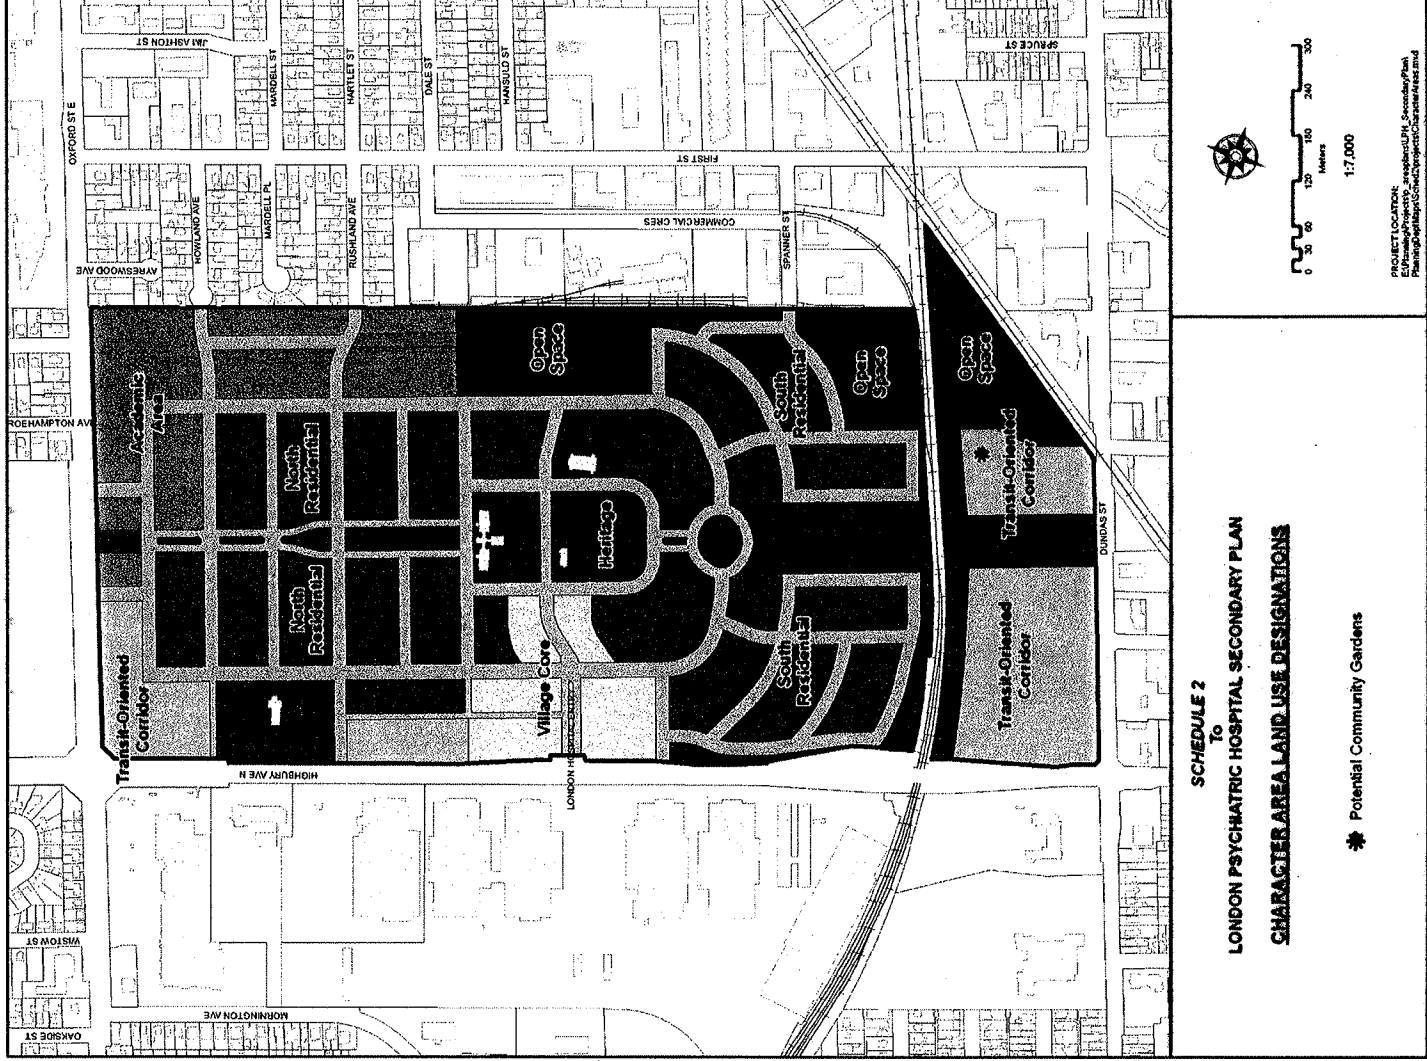 JIM ASHTON ST
MARDELL ST
HARTLET ST
DALE ST
HANSULD ST
SPRUCE ST
OXFORD ST E
FIRST ST
AYRESWOOD AVE
HOWLAND AVE
MARDELL PL
RUSHLAND AVE
COMMERCIAL CRES
SPANNER ST
ROEHAMPTON AV
Academic
Area
North
Residential
Open
Space
South
Residential
Open
Space
Open
Space
Transit-Oriented
Corridor
North
Residential
Heritage
Transit-Oriented
Corridor
Village Core
South
Residential
Transit-Oriented
Corridor
DUNDAS ST
HIGHBURY AVE N
WISTOW ST
OAKSIDE ST
MORNINGTON AVE
SCHEDULE 2
To
LONDON PSYCHIATRIC HOSPITAL SECONDARY PLAN
CHARACTER AREA LAND USE DESIGNATIONS
Potential Community Gardens
0 30 60 120 180 240 300
Meters
1:7,000
PROJECT LOCATION: